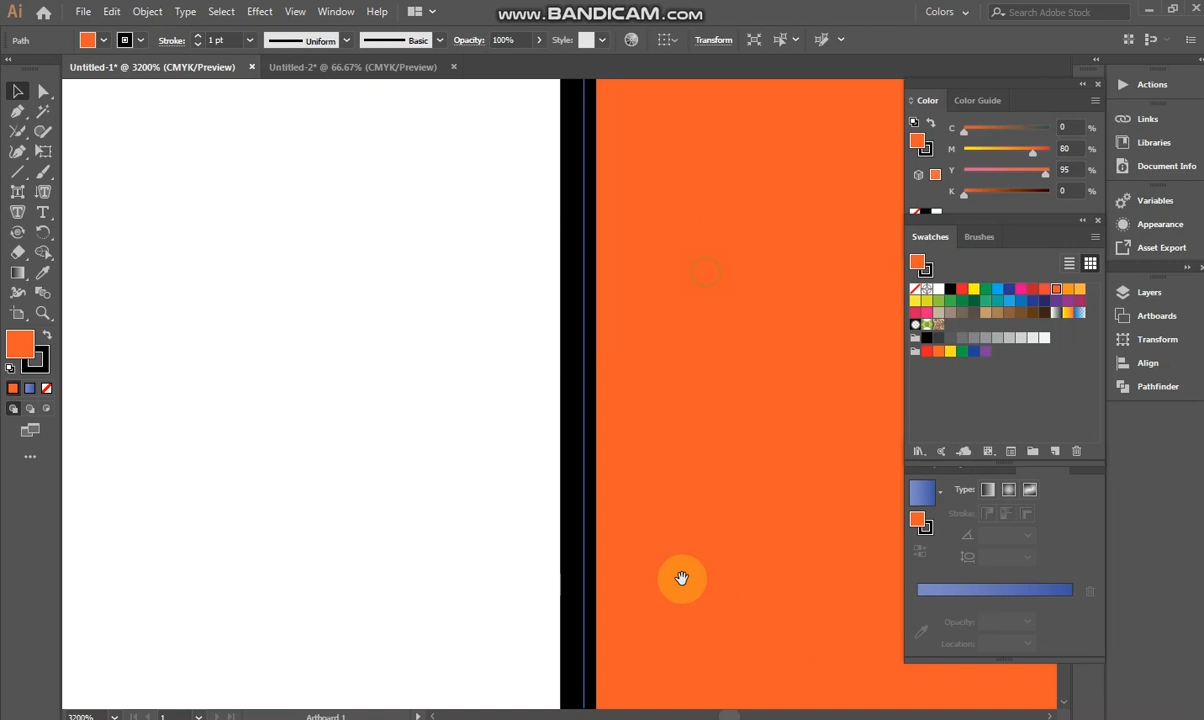 Ai File Edit Object Type Select Effect View Window Help www.BANDICAM.com Colors Search Adobe Stock
Path Stroke: 1 pt Uniform Basic Opacity: 100% Style: Transform
Untitled-1* @ 3200% (CMYK/Preview) × Untitled-2* @ 66.67% (CMYK/Preview) ×
Color Color Guide
C 0 %
M 80 %
Y 95 %
K 0 %
Swatches Brushes
Type:
Stroke:
Opacity:
Location:
Actions
Links
Libraries
Document Info
Variables
Appearance
Asset Export
Layers
Artboards
Transform
Align
Pathfinder
3200% 1 Artboard 1